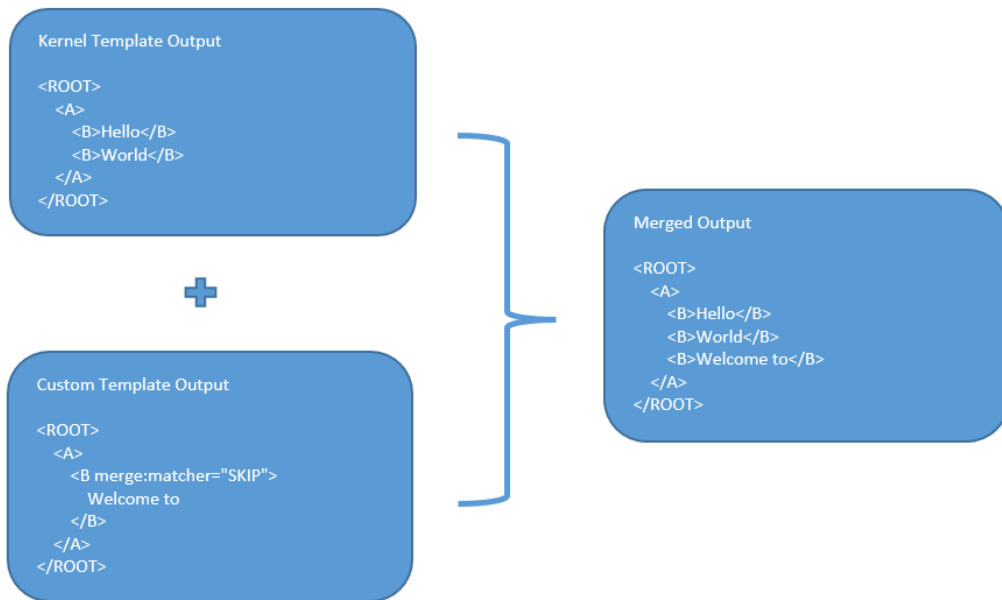 Kernel Template Output
<ROOT>
<A>
<B>Hello</B>
<B>World</B>
</A>
</ROOT>
Custom Template Output
<ROOT>
<A>
<B merge:matcher="SKIP">
Welcome to
</B>
</A>
</ROOT>
Merged Output
<ROOT>
<A>
<B>Hello</B>
<B>World</B>
<B>Welcome to</B>
</A>
</ROOT>